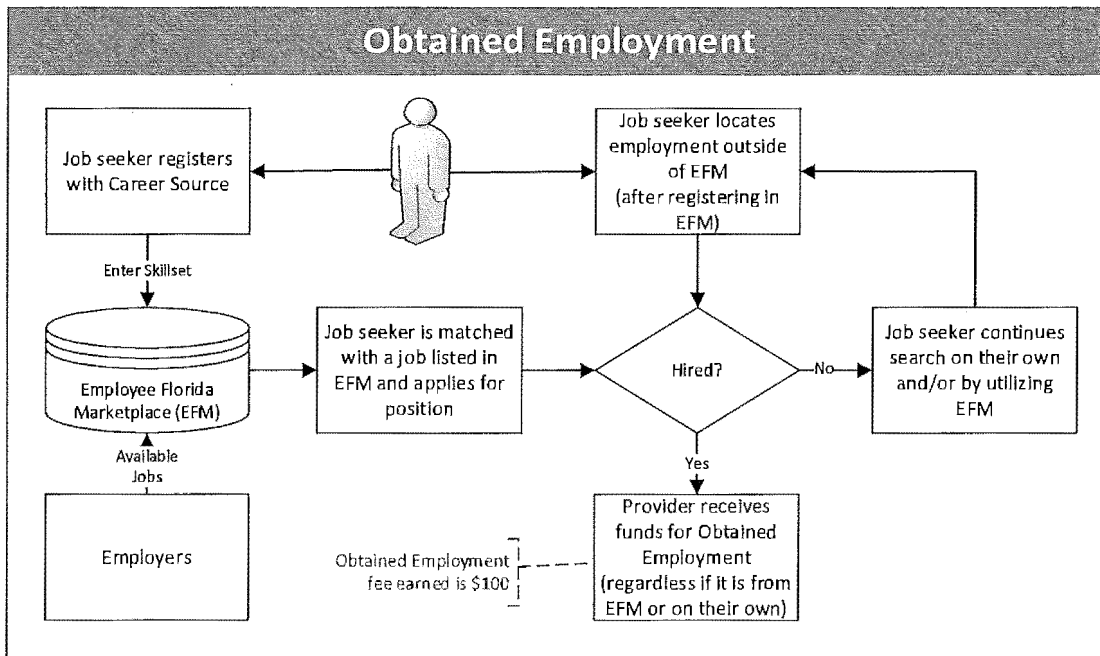 Obtained Employment
Job seeker registers
with Career Source
Job seeker locates
employment outside
of EFM
(after registering in
EFM)
Enter Skillset
Employee Florida
Marketplace (EFM)
Job seeker is matched
with a job listed in
EFM and applies for
position
Hired?
No
Job seeker continues
search on their own
and/or by utilizing
EFM
Available
Jobs
Yes
Employers
Obtained Employment
fee earned is $100
Provider receives
funds for Obtained
Employment
(regardless if it is from
EFM or on their own)